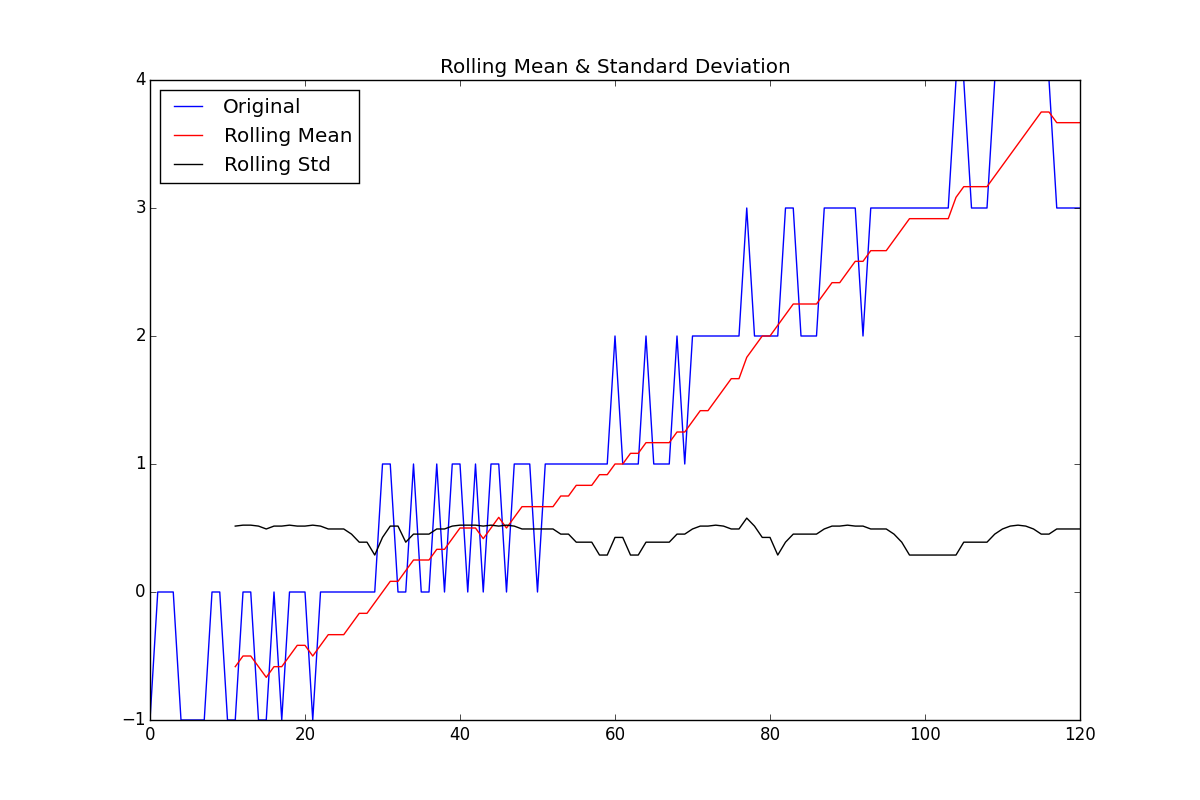 Rolling Mean & Standard Deviation
Original
Rolling Mean
Rolling Std
4
3
2
1
0
−1
0 20 40 60 80 100 120